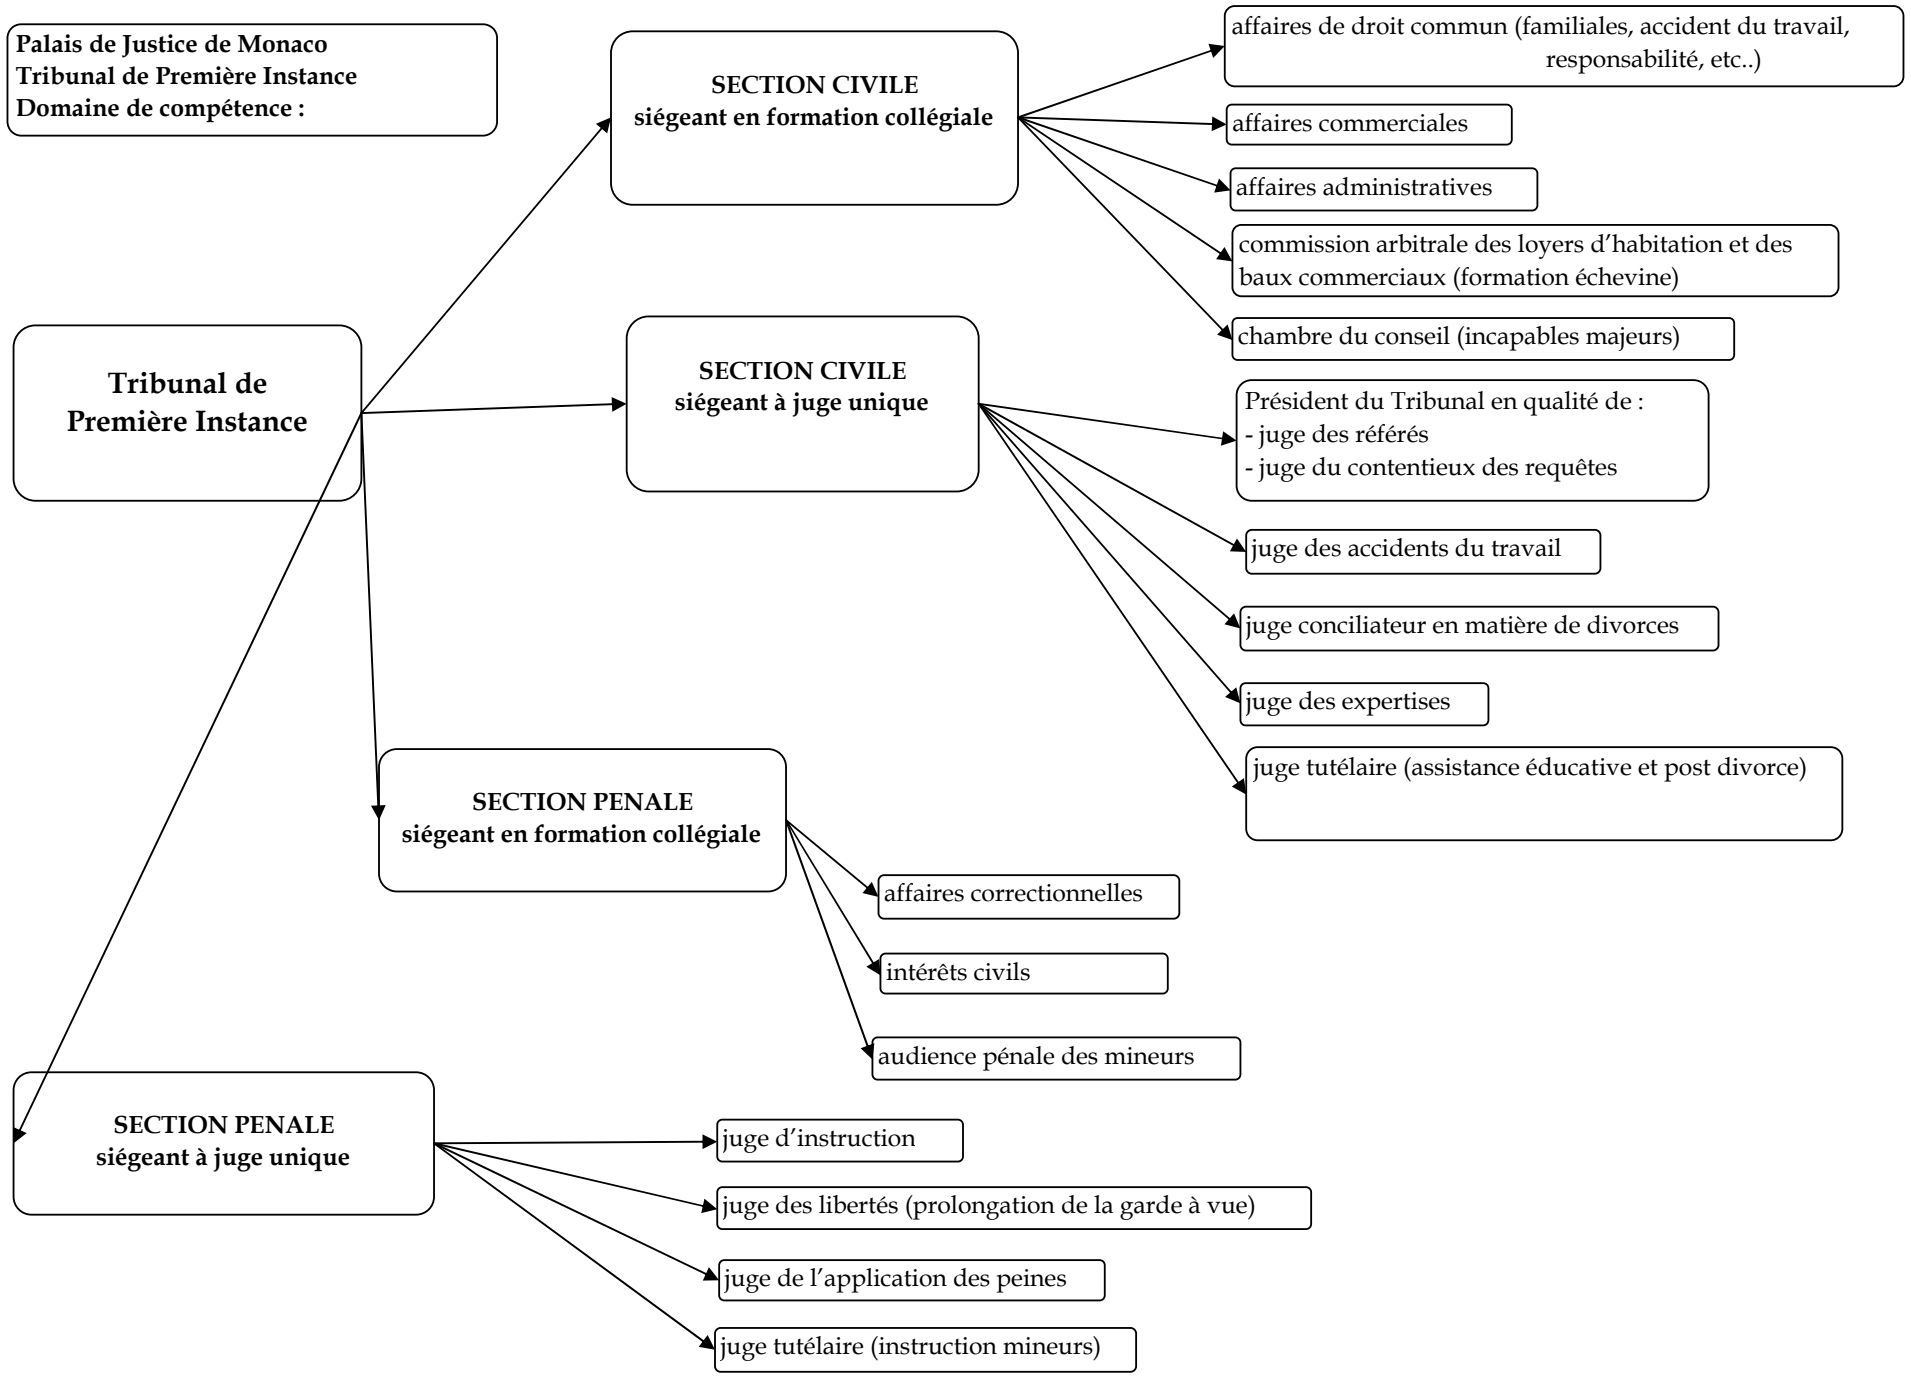 Palais de Justice de Monaco
Tribunal de Première Instance
Domaine de compétence :
SECTION CIVILE
siégeant en formation collégiale
affaires de droit commun (familiales, accident du travail,
responsabilité, etc..)
affaires commerciales
affaires administratives
commission arbitrale des loyers d’habitation et des
baux commerciaux (formation échevine)
chambre du conseil (incapables majeurs)
Tribunal de
Première Instance
SECTION CIVILE
siégeant à juge unique
Président du Tribunal en qualité de :
- juge des référés
- juge du contentieux des requêtes
juge des accidents du travail
juge conciliateur en matière de divorces
juge des expertises
juge tutélaire (assistance éducative et post divorce)
SECTION PENALE
siégeant en formation collégiale
affaires correctionnelles
intérêts civils
audience pénale des mineurs
SECTION PENALE
siégeant à juge unique
juge d’instruction
juge des libertés (prolongation de la garde à vue)
juge de l’application des peines
juge tutélaire (instruction mineurs)